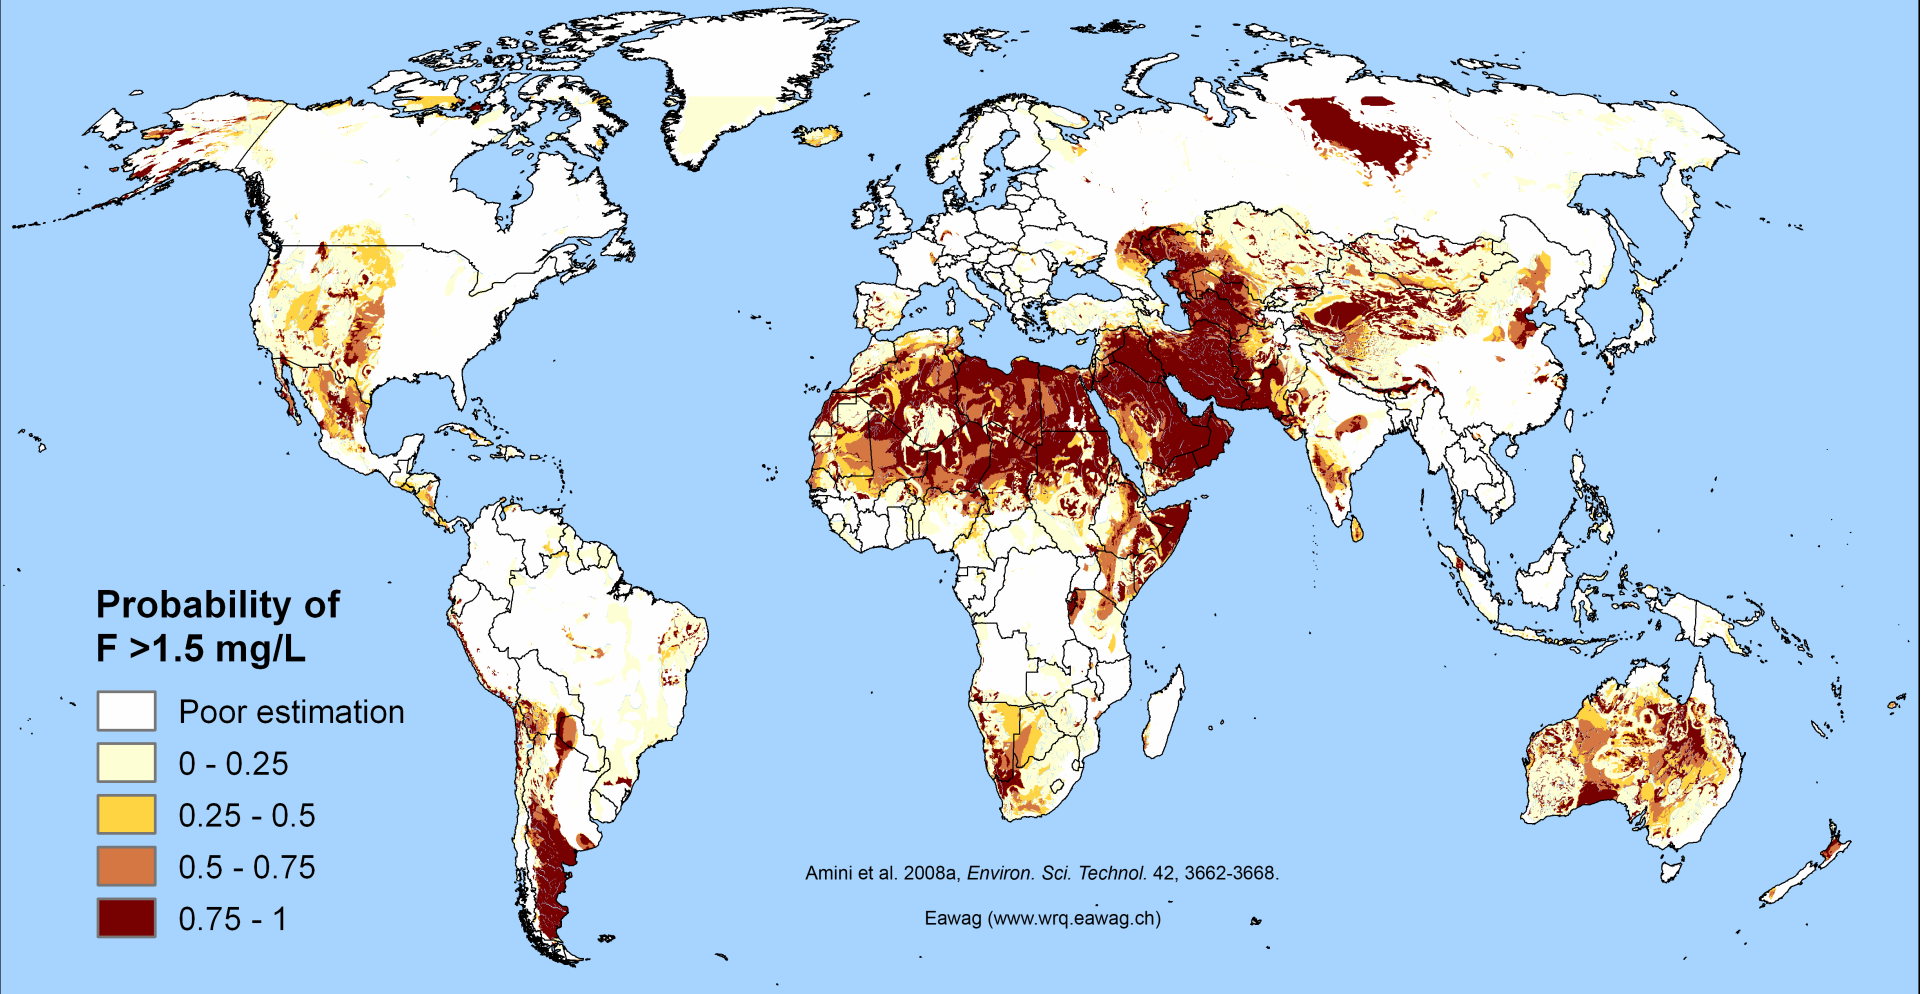 Probability of
F >1.5 mg/L
Poor estimation
0 - 0.25
0.25 - 0.5
0.5 - 0.75
0.75 - 1
Amini et al. 2008a, Environ. Sci. Technol. 42, 3662-3668.
Eawag (www.wrq.eawag.ch)